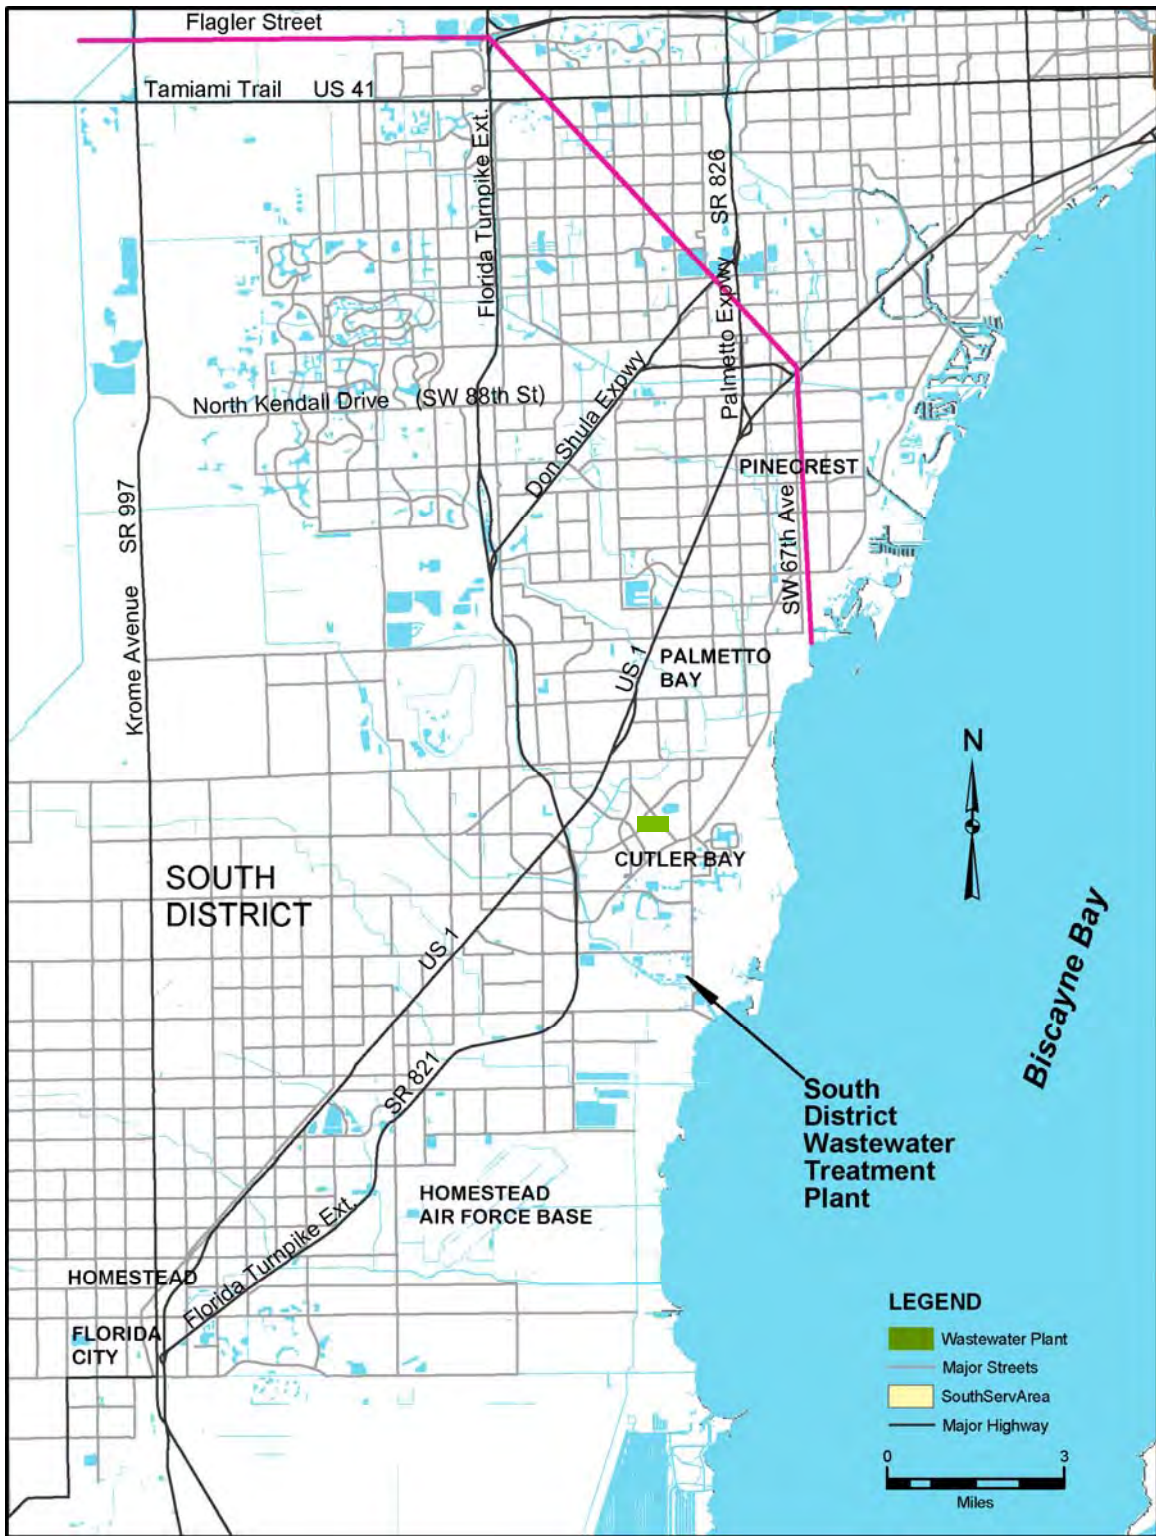 Flagler Street
Tamiami Trail US 41
Florida Turnpike Ext.
SR 826
Palmetto Expwy
North Kendall Drive (SW 88th St)
Don Shula Expwy
PINECREST
SW 67th Ave
SR 997
Krome Avenue
US 1
PALMETTO
BAY
N
CUTLER BAY
SOUTH
DISTRICT
US 1
Biscayne Bay
SR 821
South
District
Wastewater
Treatment
Plant
HOMESTEAD
AIR FORCE BASE
Florida Turnpike Ext.
HOMESTEAD
FLORIDA
CITY
LEGEND
Wastewater Plant
Major Streets
SouthServArea
Major Highway
0 3
Miles